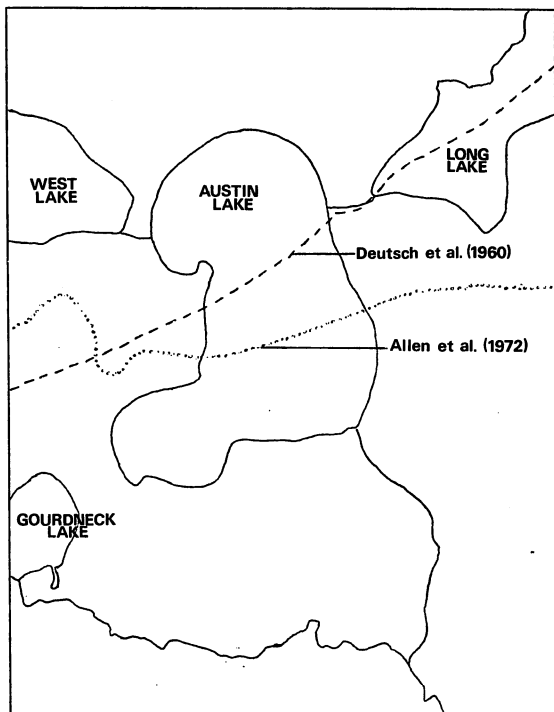 WEST
LAKE
AUSTIN
LAKE
LONG
LAKE
Deutsch et al. (1960)
Allen et al. (1972)
GOURDNECK
LAKE